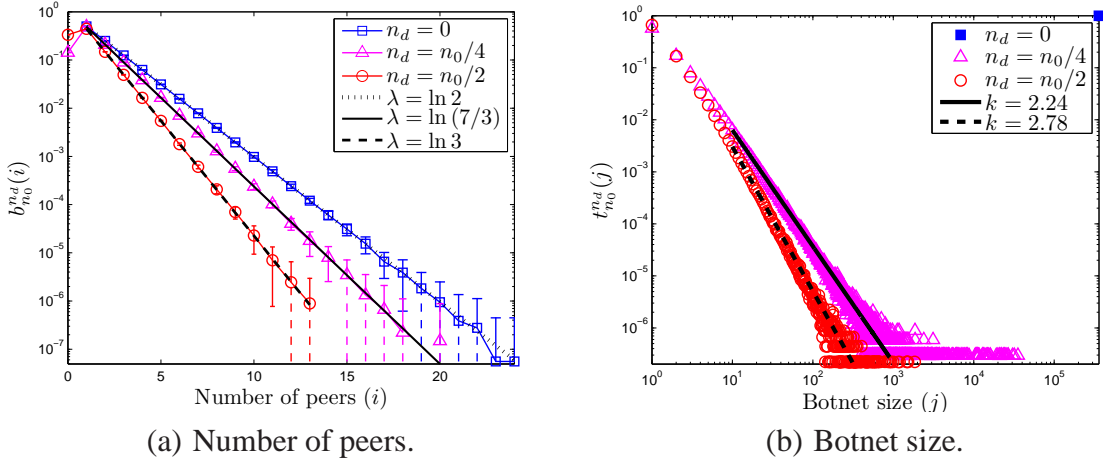 10^0
10^-1
10^-2
10^-3
10^-4
10^-5
10^-6
10^-7
b_{n_0}^{n_d}(i)
n_d = 0
n_d = n_0/4
n_d = n_0/2
λ = ln 2
λ = ln (7/3)
λ = ln 3
0 5 10 15 20
Number of peers (i)
(a) Number of peers.
10^0
10^-1
10^-2
10^-3
10^-4
10^-5
10^-6
t_{n_0}^{n_d}(j)
n_d = 0
n_d = n_0/4
n_d = n_0/2
k = 2.24
k = 2.78
10^0 10^1 10^2 10^3 10^4 10^5
Botnet size (j)
(b) Botnet size.